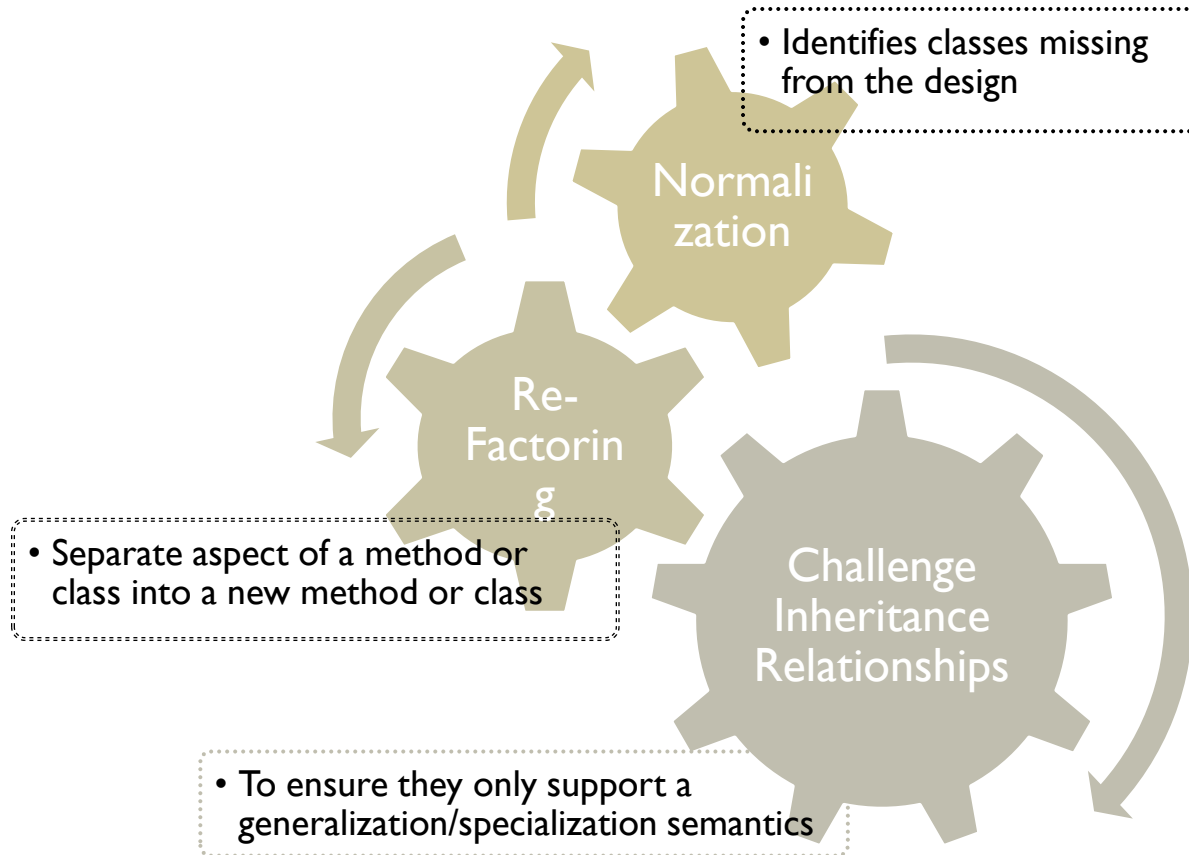 • Identifies classes missing
from the design
Normali
zation
Re-
Factorin
g
• Separate aspect of a method or
class into a new method or class
Challenge
Inheritance
Relationships
• To ensure they only support a
generalization/specialization semantics